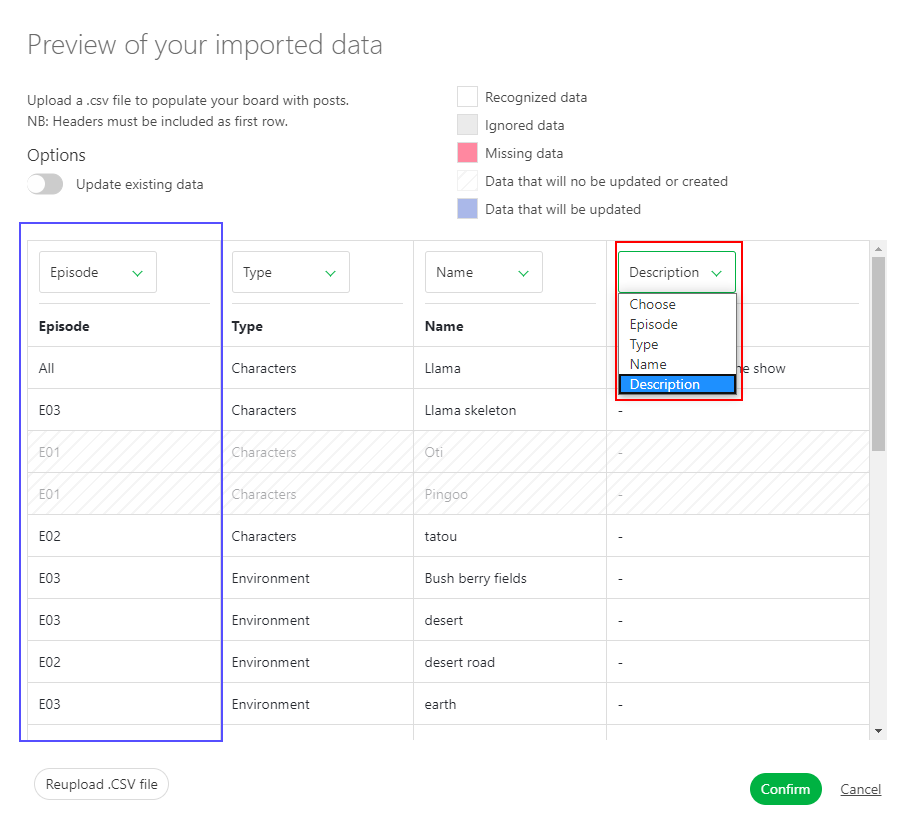 Preview of your imported data
Upload a .csv file to populate your board with posts.
NB: Headers must be included as first row.
Options
Update existing data
Recognized data
Ignored data
Missing data
Data that will no be updated or created
Data that will be updated
Episode Type Name Description
Choose
Episode
Type
Name
Description
Episode Type Name
All Characters Llama e show
E03 Characters Llama skeleton -
E01 Characters Oti -
E01 Characters Pingoo -
E02 Characters tatou -
E03 Environment Bush berry fields -
E03 Environment desert -
E02 Environment desert road -
E03 Environment earth -
Reupload .CSV file
Confirm
Cancel